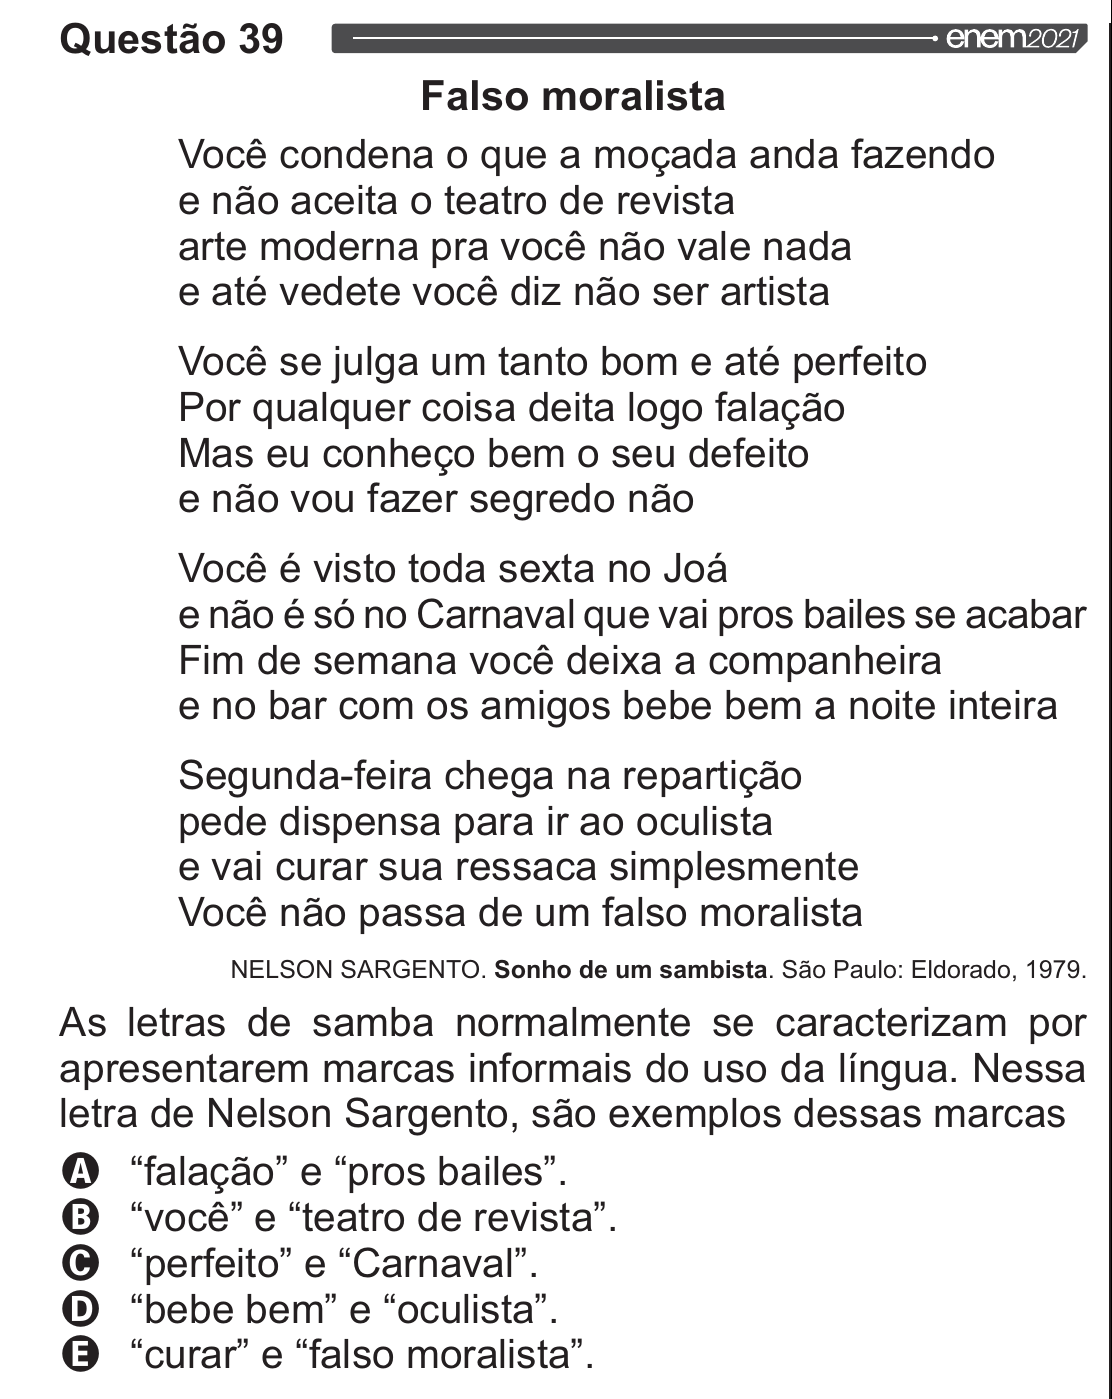 Questão 39
enem2021
Falso moralista
Você condena o que a moçada anda fazendo
e não aceita o teatro de revista
arte moderna pra você não vale nada
e até vedete você diz não ser artista
Você se julga um tanto bom e até perfeito
Por qualquer coisa deita logo falação
Mas eu conheço bem o seu defeito
e não vou fazer segredo não
Você é visto toda sexta no Joá
e não é só no Carnaval que vai pros bailes se acabar
Fim de semana você deixa a companheira
e no bar com os amigos bebe bem a noite inteira
Segunda-feira chega na repartição
pede dispensa para ir ao oculista
e vai curar sua ressaca simplesmente
Você não passa de um falso moralista
NELSON SARGENTO. Sonho de um sambista. São Paulo: Eldorado, 1979.
As letras de samba normalmente se caracterizam por
apresentarem marcas informais do uso da língua. Nessa
letra de Nelson Sargento, são exemplos dessas marcas
A “falação” e “pros bailes”.
B “você” e “teatro de revista”.
C “perfeito” e “Carnaval”.
D “bebe bem” e “oculista”.
E “curar” e “falso moralista”.